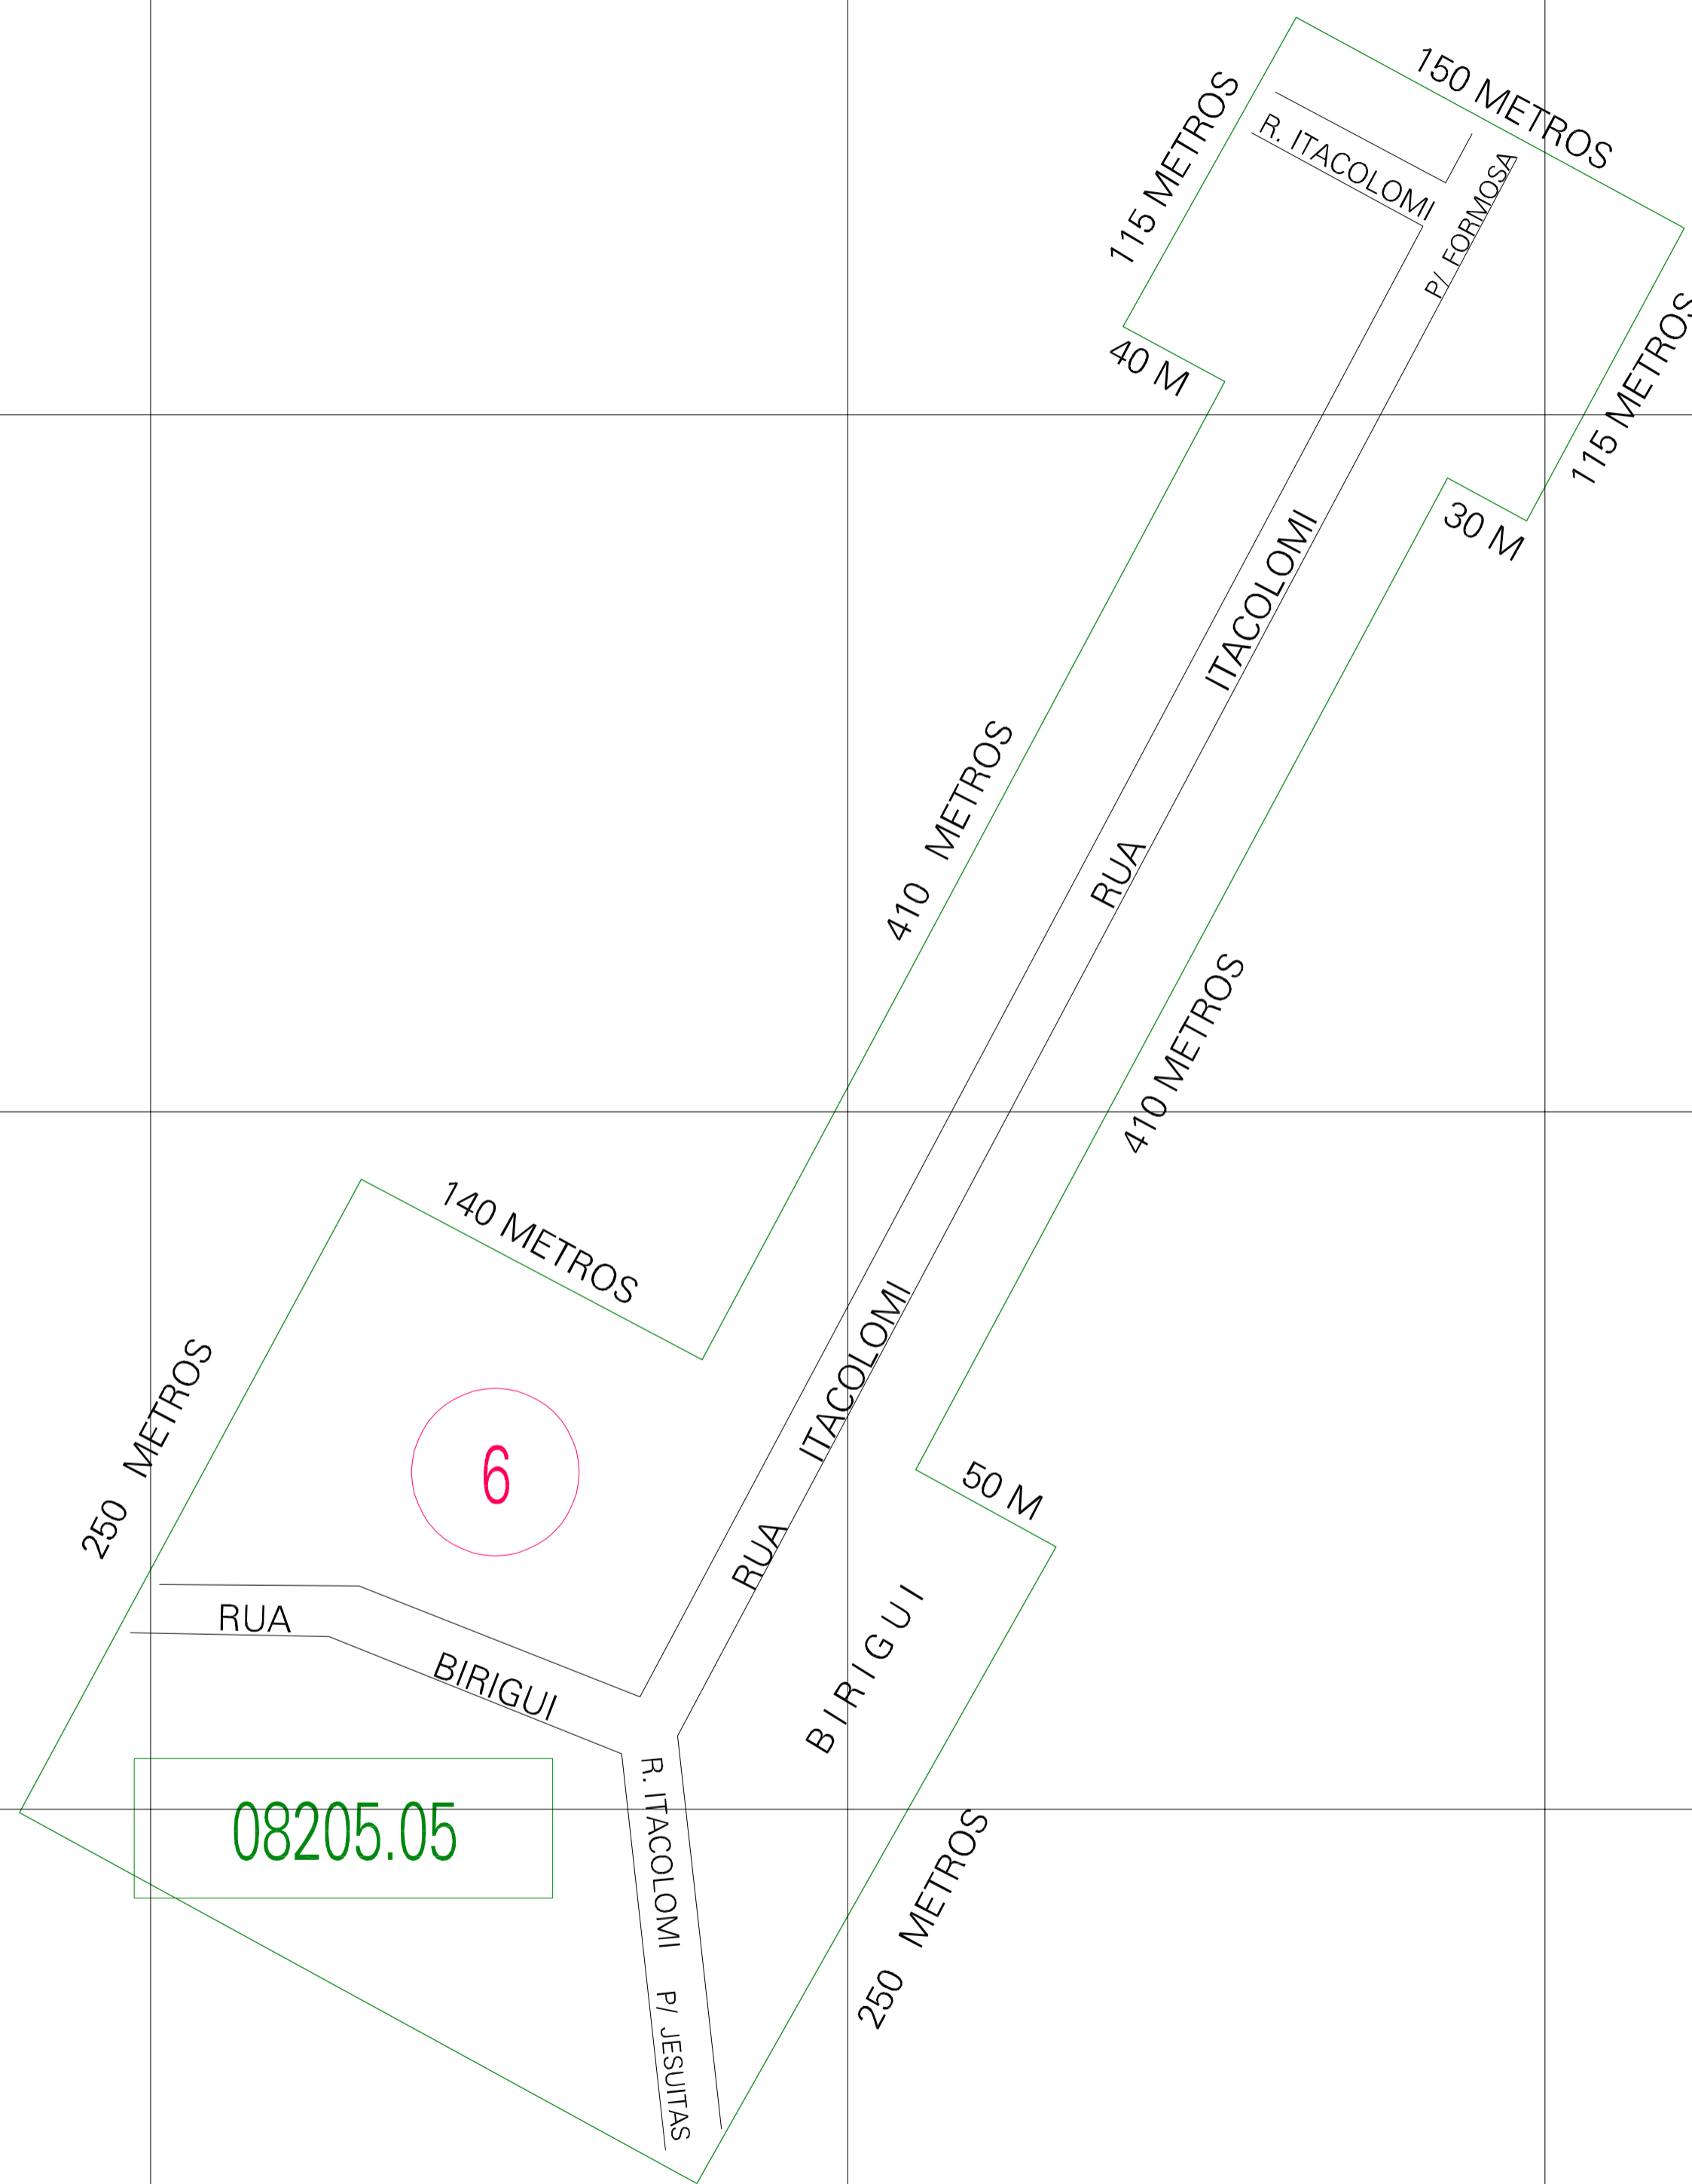 150 METROS
115 METROS
R. ITACOLOMI
P/ FORMOSA
115 METROS
40 M
30 M
RUA ITACOLOMI
410 METROS
410 METROS
140 METROS
250 METROS
6
RUA ITACOLOMI
50 M
BIRIGUI
RUA BIRIGUI
08205.05
R. ITACOLOMI P/ JESUITAS
250 METROS